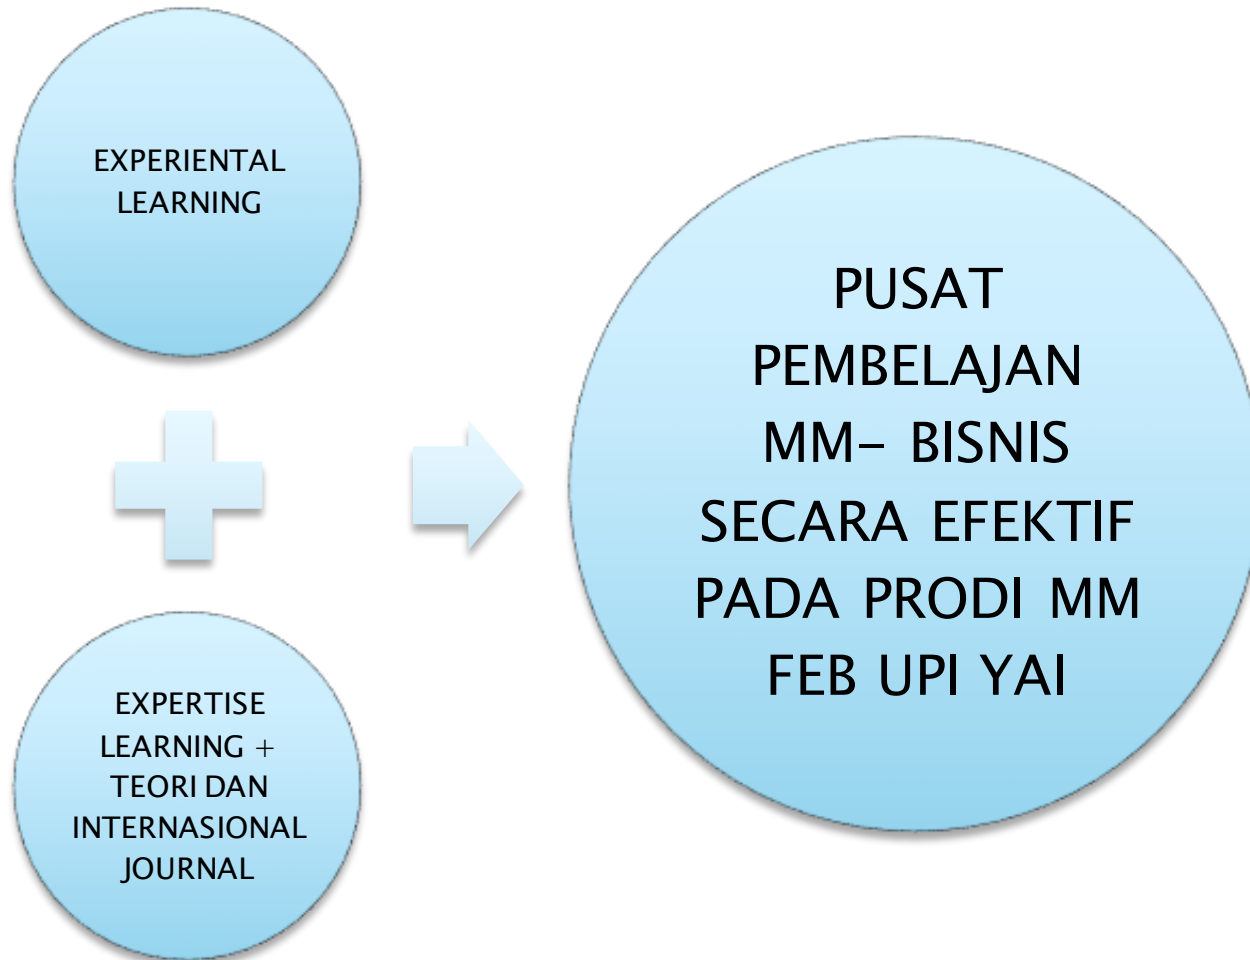 EXPERIENTAL
LEARNING
EXPERTISE
LEARNING +
TEORI DAN
INTERNASIONAL
JOURNAL
PUSAT
PEMBELAJAN
MM- BISNIS
SECARA EFEKTIF
PADA PRODI MM
FEB UPI YAI